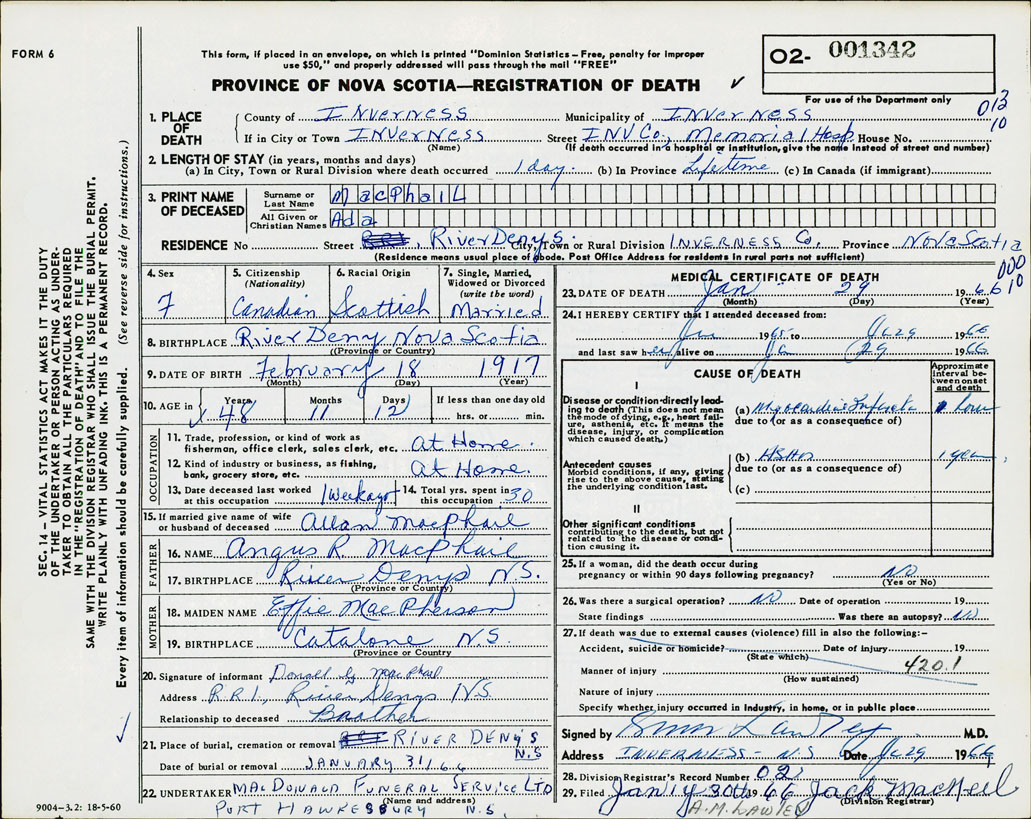 FORM 6
This form, if placed in an envelope, on which is printed "Dominion Statistics – Free, penalty for improper
use $50," and properly addressed will pass through the mail "FREE"
PROVINCE OF NOVA SCOTIA—REGISTRATION OF DEATH ✓
O2- 001342
For use of the Department only
013
10
SEC. 14 – VITAL STATISTICS ACT MAKES IT THE DUTY
OF THE UNDERTAKER OR PERSON ACTING AS UNDER-
TAKER TO OBTAIN ALL THE PARTICULARS REQUIRED
IN THE "REGISTRATION OF DEATH" AND TO FILE THE
SAME WITH THE DIVISION REGISTRAR WHO SHALL ISSUE THE BURIAL PERMIT.
WRITE PLAINLY WITH UNFADING INK. THIS IS A PERMANENT RECORD.
Every item of information should be carefully supplied. (See reverse side for instructions.)
1. PLACE OF DEATH County of Inverness Municipality of Inverness
If in City or Town Inverness Street Inv Co., Memorial Hosp House No.
(Name) (If death occurred in a hospital or institution, give the name instead of street and number)
2. LENGTH OF STAY (in years, months and days)
(a) In City, Town or Rural Division where death occurred 1 day. (b) In Province Lifetime (c) In Canada (if immigrant)
3. PRINT NAME OF DECEASED Surname or Last Name MacPhail
All Given or Christian Names Ada
RESIDENCE No Street , River Denys. City, Town or Rural Division Inverness Co, Province Nova Scotia
(Residence means usual place of abode. Post Office Address for residents in rural parts not sufficient)
000
10
4. Sex 5. Citizenship (Nationality) 6. Racial Origin 7. Single, Married, Widowed or Divorced (write the word)
F Canadian Scottish Married
8. BIRTHPLACE River Deny Nova Scotia
(Province or Country)
9. DATE OF BIRTH February 18 1917
(Month) (Day) (Year)
10. AGE in Years Months Days If less than one day old
48 11 12 hrs. or min.
OCCUPATION
11. Trade, profession, or kind of work as
fisherman, office clerk, sales clerk, etc. at Home.
12. Kind of industry or business, as fishing,
bank, grocery store, etc. at Home.
13. Date deceased last worked at this occupation 1 Week ago 14. Total yrs. spent in this occupation 30
15. If married give name of wife
or husband of deceased Allan MacPhail
FATHER
16. NAME Angus R. MacPhail
17. BIRTHPLACE River Denys N.S.
(Province or Country)
MOTHER
18. MAIDEN NAME Effie MacPherson
19. BIRTHPLACE Catalone N.S.
(Province or Country
20. Signature of informant Donald MacPhail
Address R.R1, River Denys N.S.
Relationship to deceased Brother
21. Place of burial, cremation or removal River Deny's N.S
Date of burial or removal January 31, 66
22. UNDERTAKER MacDonald Funeral Service Ltd
(Name and address)
Port Hawkesbury N.S.
9004–3.2: 18-5-60
MEDICAL CERTIFICATE OF DEATH
23. DATE OF DEATH Jan 29 1966
(Month) (Day) (Year)
24. I HEREBY CERTIFY that I attended deceased from:
1965 to 29 1966
and last saw her alive on 29 1966
CAUSE OF DEATH
Approximate interval between onset and death
I
Disease or condition directly lead-
ing to death (This does not mean
the mode of dying, e.g., heart fail-
ure, asthenia, etc. It means the
disease, injury, or complication
which caused death.)
(a) Myocardial Infarct 1 hour
due to (or as a consequence of)
Antecedent causes
Morbid conditions, if any, giving
rise to the above cause, stating
the underlying condition last.
(b) 1 year
due to (or as a consequence of)
(c)
II
Other significant conditions
contributing to the death, but not
related to the disease or condi-
tion causing it.
25. If a woman, did the death occur during
pregnancy or within 90 days following pregnancy? NO
(Yes or No)
26. Was there a surgical operation? NO Date of operation 19
State findings Was there an autopsy? NO
27. If death was due to external causes (violence) fill in also the following:–
Accident, suicide or homicide? Date of injury 19
(State which)
Manner of injury 420.1
(How sustained)
Nature of injury
Specify whether injury occurred in industry, in home, or in public place
Signed by M.D.
Address Inverness – N.S Date 29 1966
28. Division Registrar's Record Number 02
29. Filed 30th 1966 Jack MacNeil
(Division Registrar)